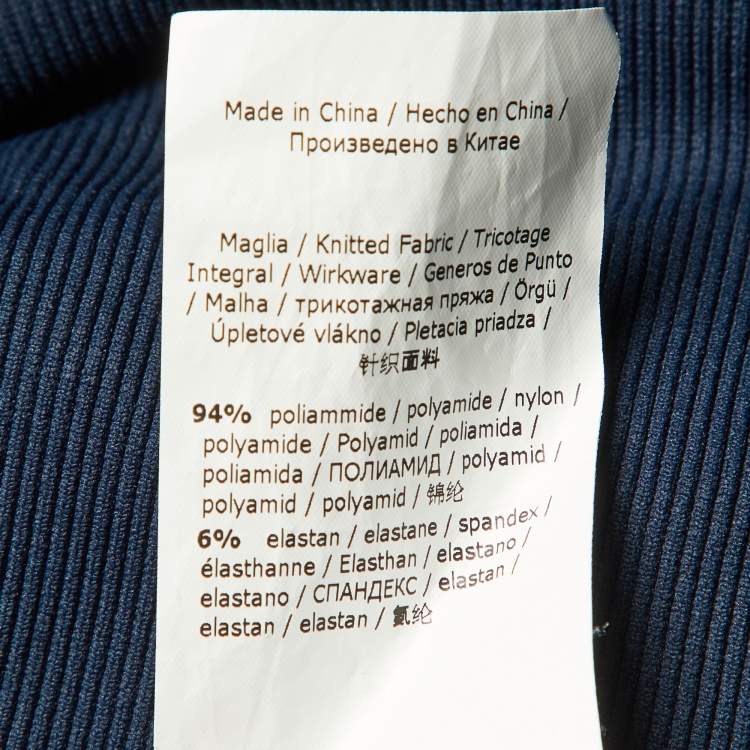 Made in China / Hecho en China /
Произведено в Китае
Maglia / Knitted Fabric / Tricotage
Integral / Wirkware / Generos de Punto
/ Malha / трикотажная пряжа / Örgü /
Úpletové vlákno / Pletacia priadza /
针织面料
94% poliammide / polyamide / nylon /
polyamide / Polyamid / poliamida /
poliamida / ПОЛИАМИД / polyamid /
polyamid / polyamid / 锦纶
6% elastan / elastane / spandex /
élasthanne / Elasthan / elastano /
elastano / СПАНДЕКС / elastan /
elastan / elastan / 氨纶